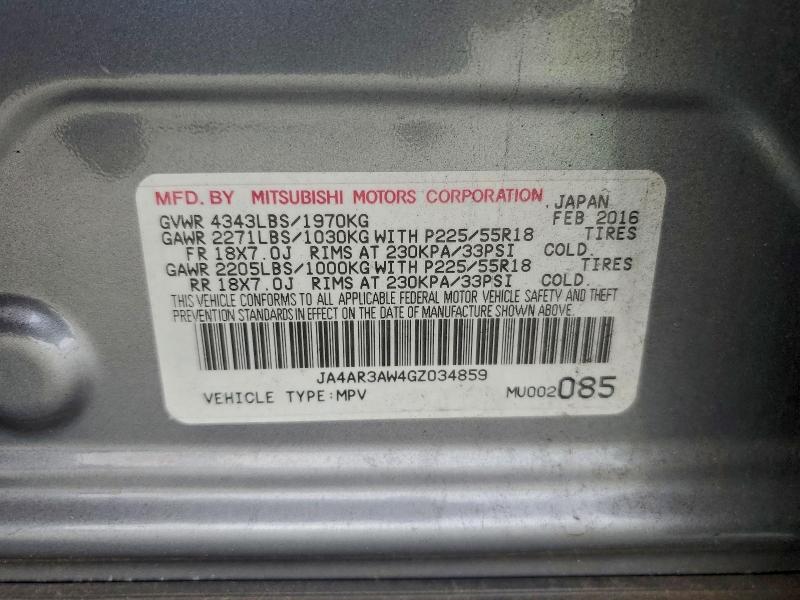 MFD. BY MITSUBISHI MOTORS CORPORATION JAPAN
GVWR 4343LBS/1970KG FEB 2016
GAWR 2271LBS/1030KG WITH P225/55R18 TIRES
FR 18X7.0J RIMS AT 230KPA/33PSI COLD.
GAWR 2205LBS/1000KG WITH P225/55R18 TIRES
RR 18X7.0J RIMS AT 230KPA/33PSI COLD.
THIS VEHICLE CONFORMS TO ALL APPLICABLE FEDERAL MOTOR VEHICLE SAFETY AND THEFT
PREVENTION STANDARDS IN EFFECT ON THE DATE OF MANUFACTURE SHOWN ABOVE.
JA4AR3AW4GZ034859
VEHICLE TYPE:MPV MU002085